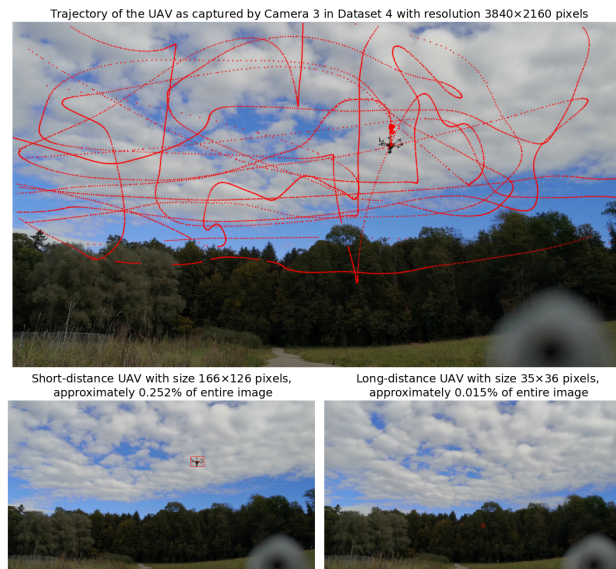 Trajectory of the UAV as captured by Camera 3 in Dataset 4 with resolution 3840×2160 pixels
Short-distance UAV with size 166×126 pixels,
approximately 0.252% of entire image
Long-distance UAV with size 35×36 pixels,
approximately 0.015% of entire image